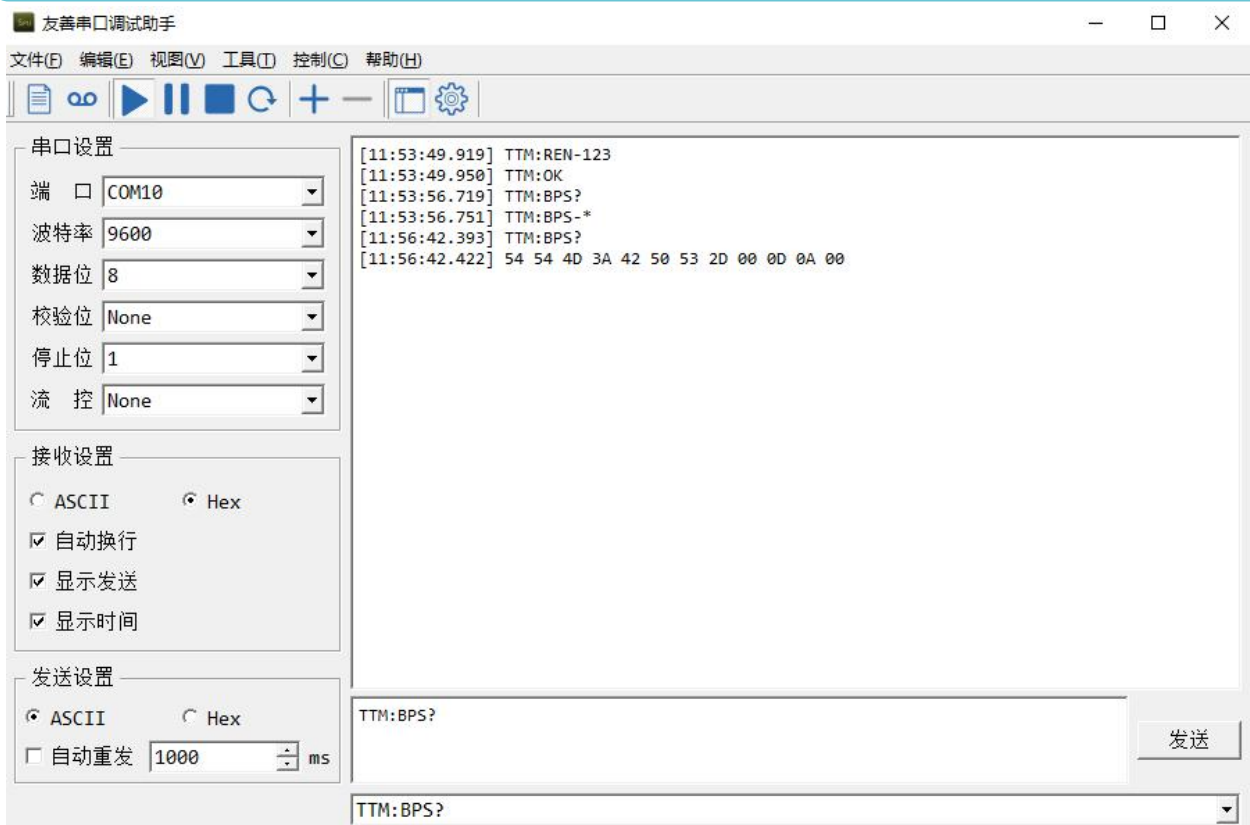 友善串口调试助手
文件(F) 编辑(E) 视图(V) 工具(T) 控制(C) 帮助(H)
串口设置
端 口 COM10
波特率 9600
数据位 8
校验位 None
停止位 1
流 控 None
接收设置
ASCII Hex
自动换行
显示发送
显示时间
发送设置
ASCII Hex
自动重发 1000 ms
[11:53:49.919] TTM:REN-123
[11:53:49.950] TTM:OK
[11:53:56.719] TTM:BPS?
[11:53:56.751] TTM:BPS-*
[11:56:42.393] TTM:BPS?
[11:56:42.422] 54 54 4D 3A 42 50 53 2D 00 0D 0A 00
TTM:BPS?
发送
TTM:BPS?